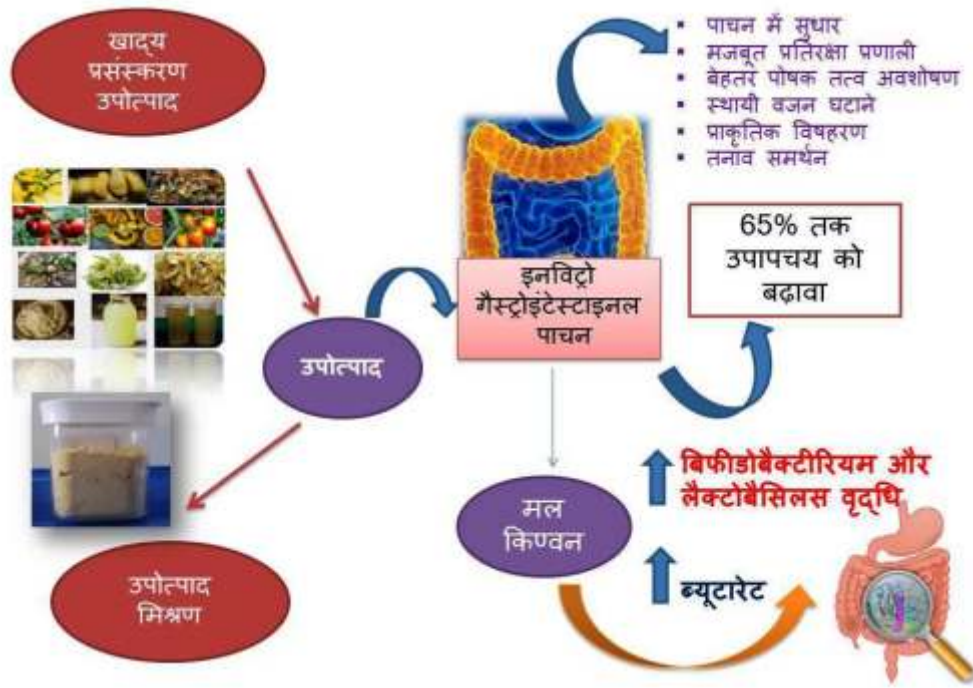 खाद्य
प्रसंस्करण
उपोत्पाद
पाचन में सुधार
मजबूत प्रतिरक्षा प्रणाली
बेहतर पोषक तत्व अवशोषण
स्थायी वजन घटाने
प्राकृतिक विषहरण
तनाव समर्थन
65% तक
उपापचय को
बढ़ावा
इनविट्रो
गैस्ट्रोइंटेस्टाइनल
पाचन
उपोत्पाद
बिफीडोबैक्टीरियम और
लैक्टोबैसिलस वृद्धि
मल
किण्वन
ब्यूटारेट
उपोत्पाद
मिश्रण